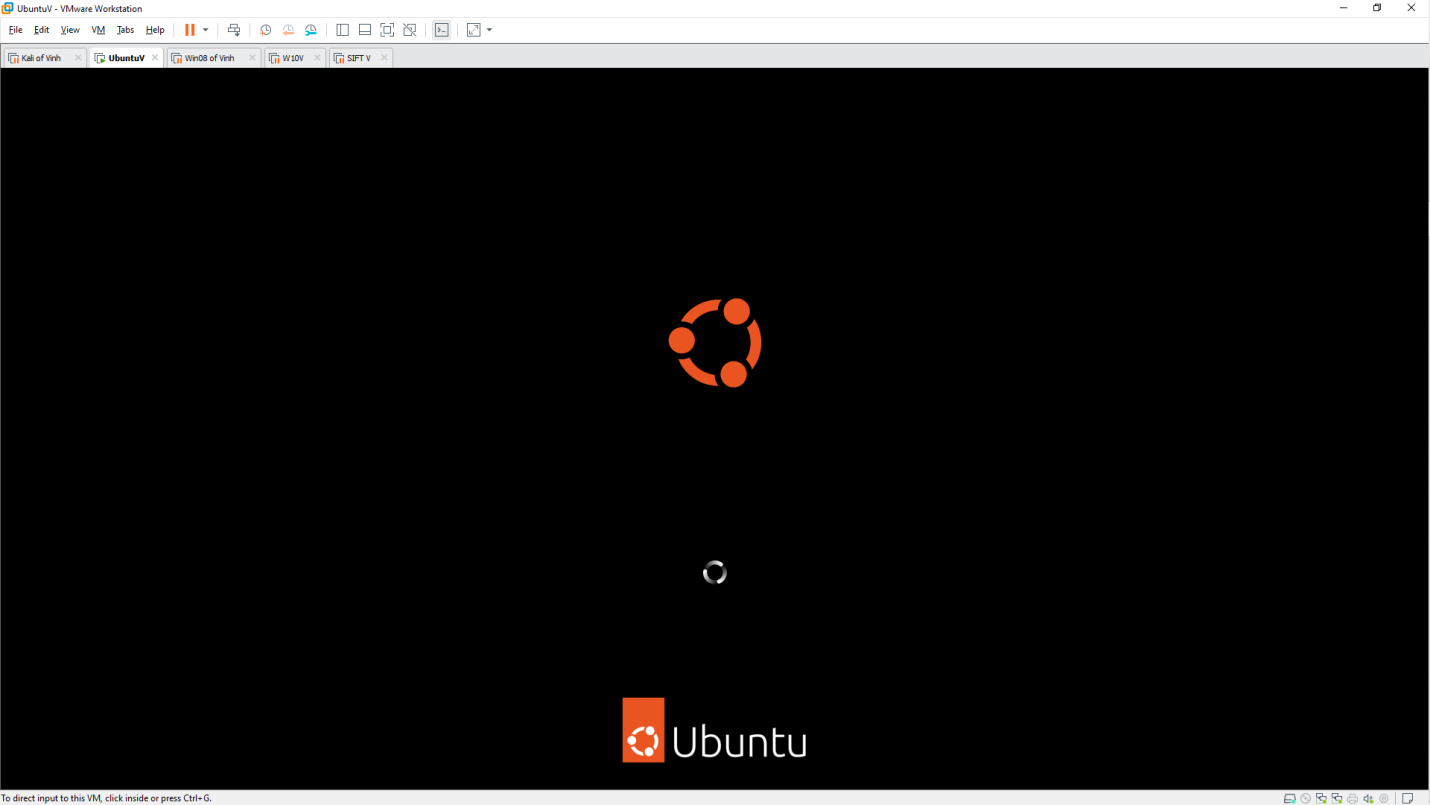 UbuntuV - VMware Workstation
File Edit View VM Tabs Help
Kali of Vinh UbuntuV Win08 of Vinh W10V SIFT V
Ubuntu
To direct input to this VM, click inside or press Ctrl+G.